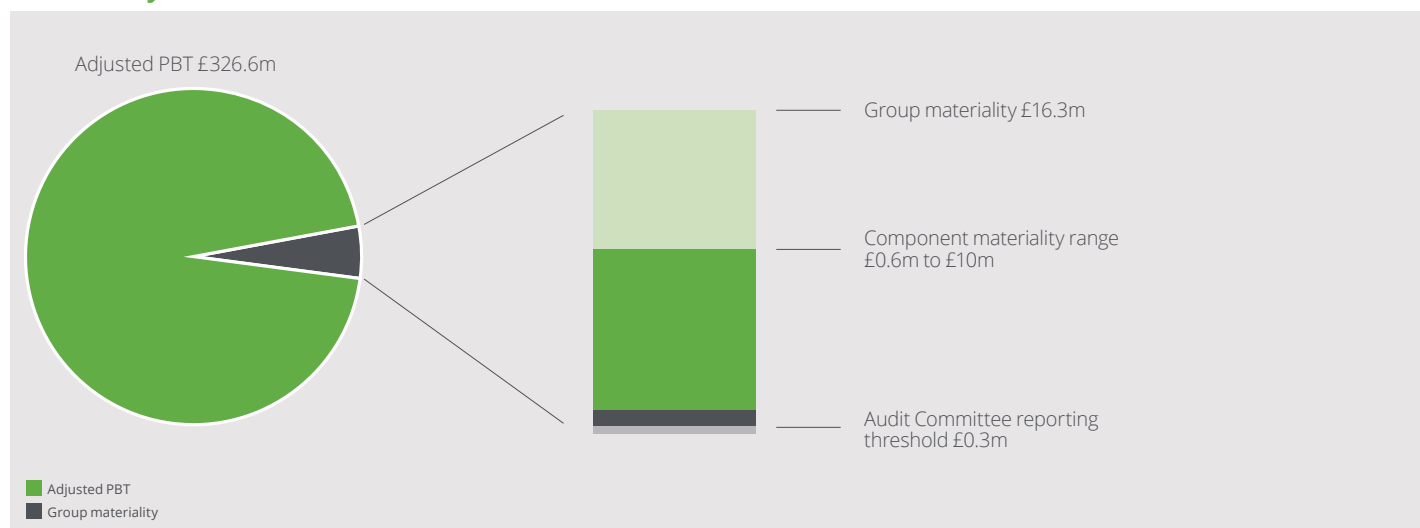 Adjusted PBT £326.6m
Group materiality £16.3m
Component materiality range
£0.6m to £10m
Audit Committee reporting
threshold £0.3m
Adjusted PBT
Group materiality